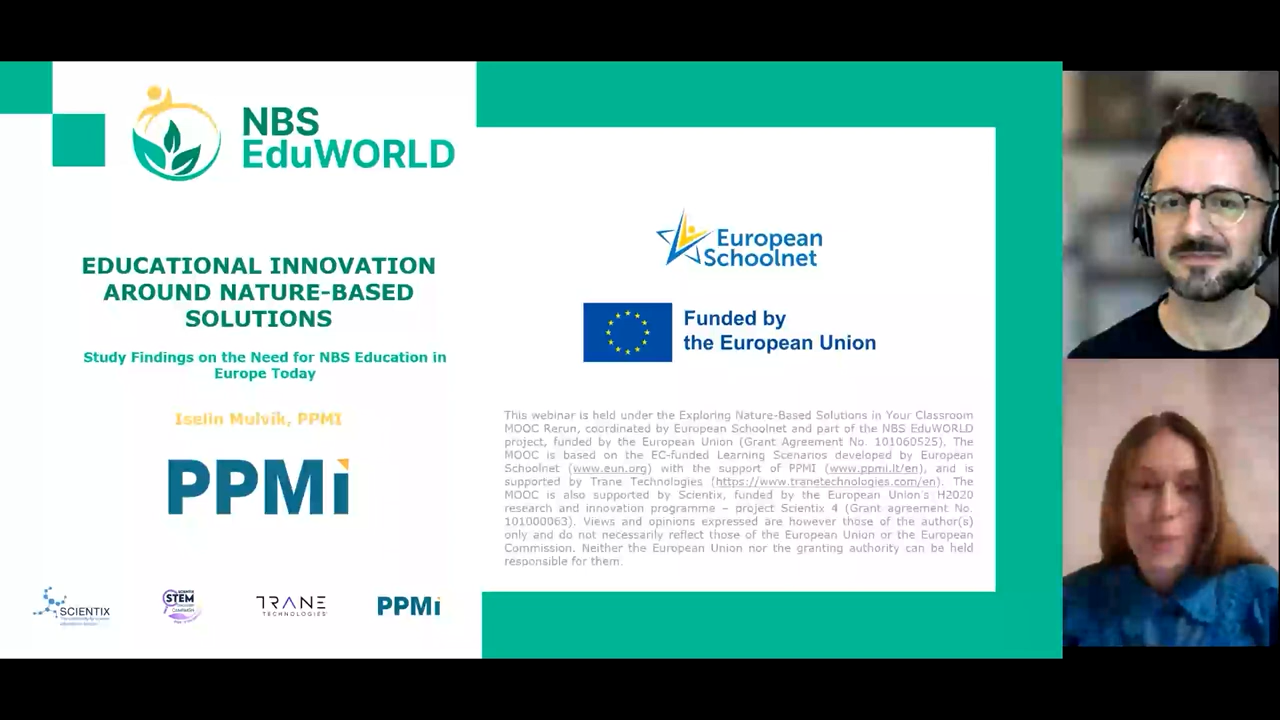 NBS
EduWORLD
EDUCATIONAL INNOVATION
AROUND NATURE-BASED
SOLUTIONS
Study Findings on the Need for NBS Education in
Europe Today
Iselin Mulvik, PPMI
PPMi
European
Schoolnet
Funded by
the European Union
This webinar is held under the Exploring Nature-Based Solutions in Your Classroom
MOOC Rerun, coordinated by European Schoolnet and part of the NBS EduWORLD
project, funded by the European Union (Grant Agreement No. 101060525). The
MOOC is based on the EC-funded Learning Scenarios developed by European
Schoolnet (www.eun.org) with the support of PPMI (www.ppmi.lt/en), and is
supported by Trane Technologies (https://www.tranetechnologies.com/en). The
MOOC is also supported by Scientix, funded by the European Union's H2020
research and innovation programme – project Scientix 4 (Grant agreement No.
101000063). Views and opinions expressed are however those of the author(s)
only and do not necessarily reflect those of the European Union or the European
Commission. Neither the European Union nor the granting authority can be held
responsible for them.
SCIENTIX
STEM
TRANE
TECHNOLOGIES
PPMi